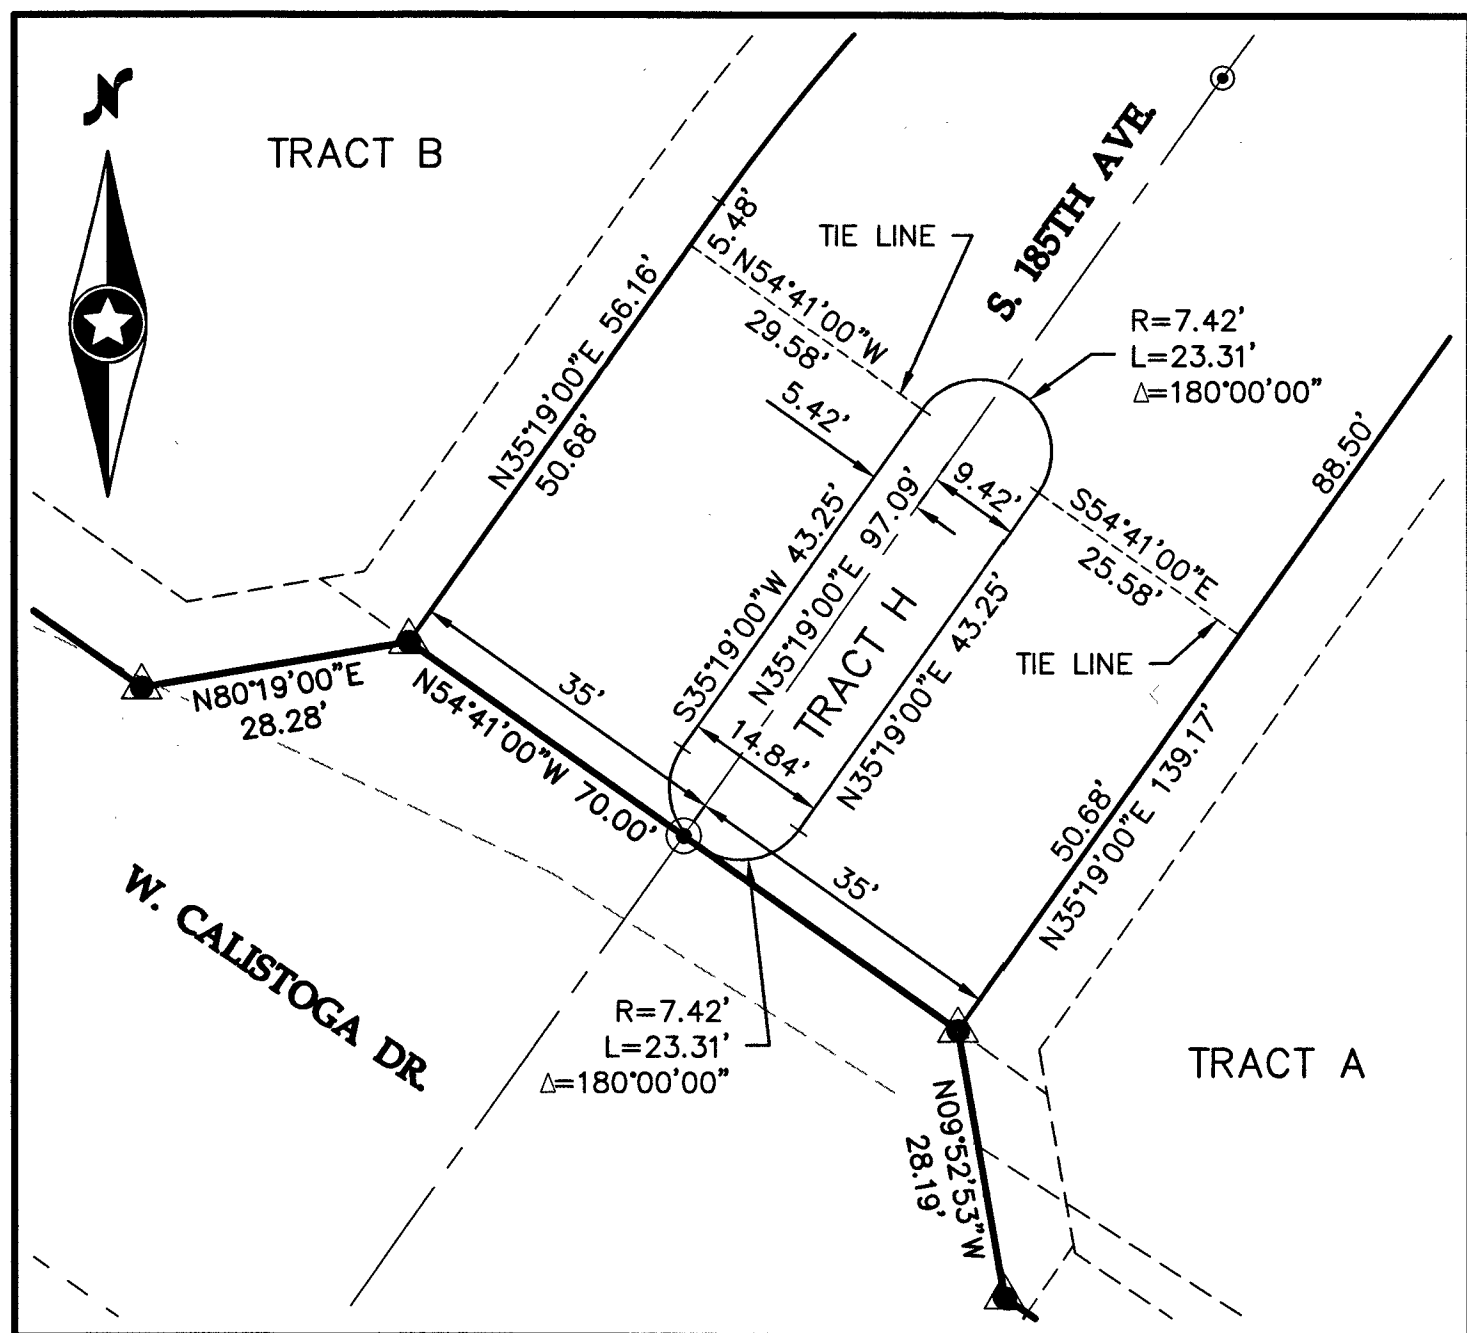 N
TRACT B
S. 185TH AVE.
TIE LINE
5.48'
N54°41'00"W
29.58'
N35°19'00"E 56.16'
50.68'
5.42'
R=7.42'
L=23.31'
Δ=180°00'00"
9.42'
88.50'
S35°19'00"W 43.25'
N35°19'00"E 97.09'
TRACT H
N35°19'00"E 43.25'
S54°41'00"E
25.58'
TIE LINE
14.84'
N80°19'00"E
28.28'
35'
N54°41'00"W 70.00'
35'
50.68'
N35°19'00"E 139.17'
W. CALISTOGA DR.
R=7.42'
L=23.31'
Δ=180°00'00"
TRACT A
N09°52'53"W
28.19'